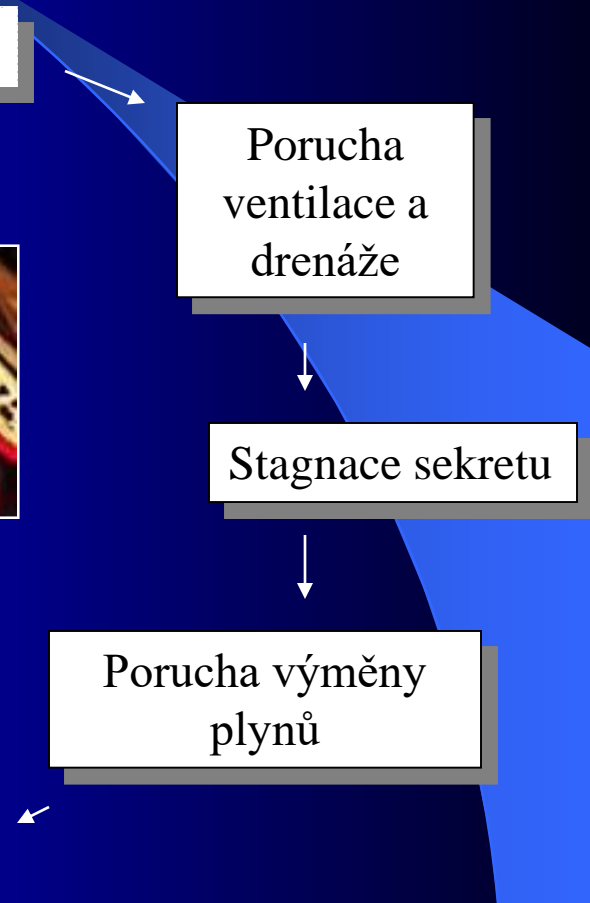 Porucha
ventilace a
drenáže
Stagnace sekretu
Porucha výměny
plynů